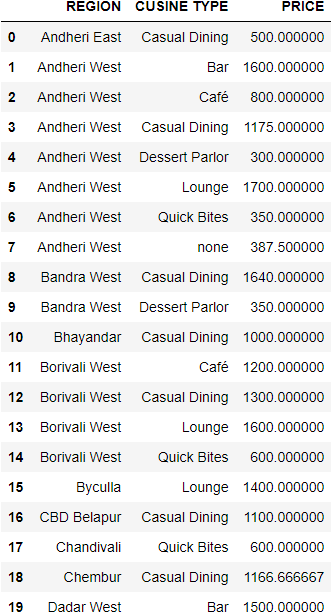 REGION CUSINE TYPE PRICE
0 Andheri East Casual Dining 500.000000
1 Andheri West Bar 1600.000000
2 Andheri West Café 800.000000
3 Andheri West Casual Dining 1175.000000
4 Andheri West Dessert Parlor 300.000000
5 Andheri West Lounge 1700.000000
6 Andheri West Quick Bites 350.000000
7 Andheri West none 387.500000
8 Bandra West Casual Dining 1640.000000
9 Bandra West Dessert Parlor 350.000000
10 Bhayandar Casual Dining 1000.000000
11 Borivali West Café 1200.000000
12 Borivali West Casual Dining 1300.000000
13 Borivali West Lounge 1600.000000
14 Borivali West Quick Bites 600.000000
15 Byculla Lounge 1400.000000
16 CBD Belapur Casual Dining 1100.000000
17 Chandivali Quick Bites 600.000000
18 Chembur Casual Dining 1166.666667
19 Dadar West Bar 1500.000000